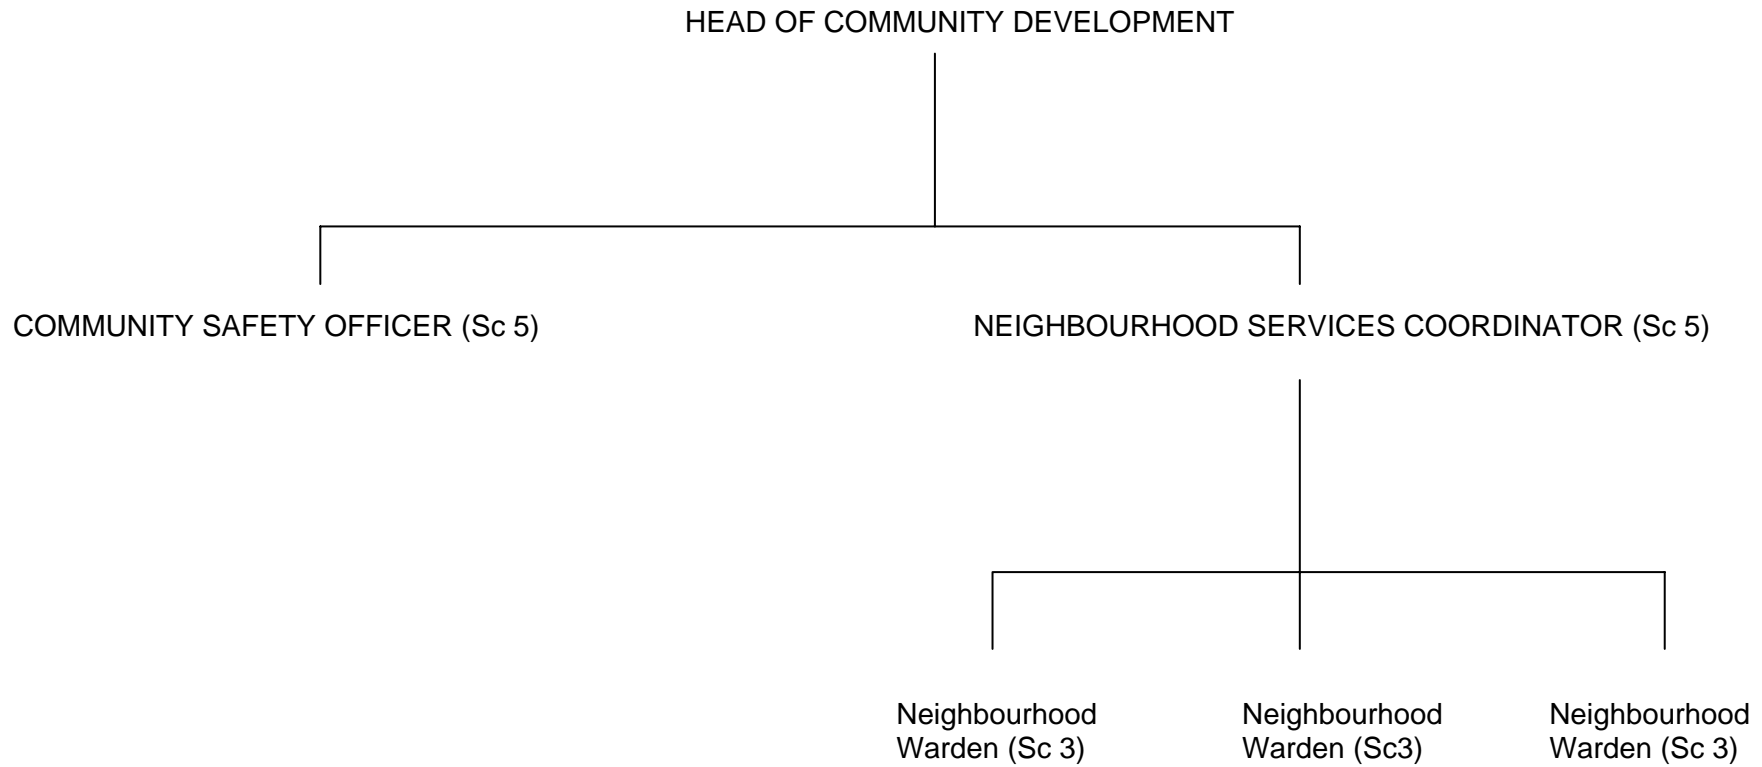 HEAD OF COMMUNITY DEVELOPMENT
COMMUNITY SAFETY OFFICER (Sc 5)
NEIGHBOURHOOD SERVICES COORDINATOR (Sc 5)
Neighbourhood
Warden (Sc 3)
Neighbourhood
Warden (Sc3)
Neighbourhood
Warden (Sc 3)